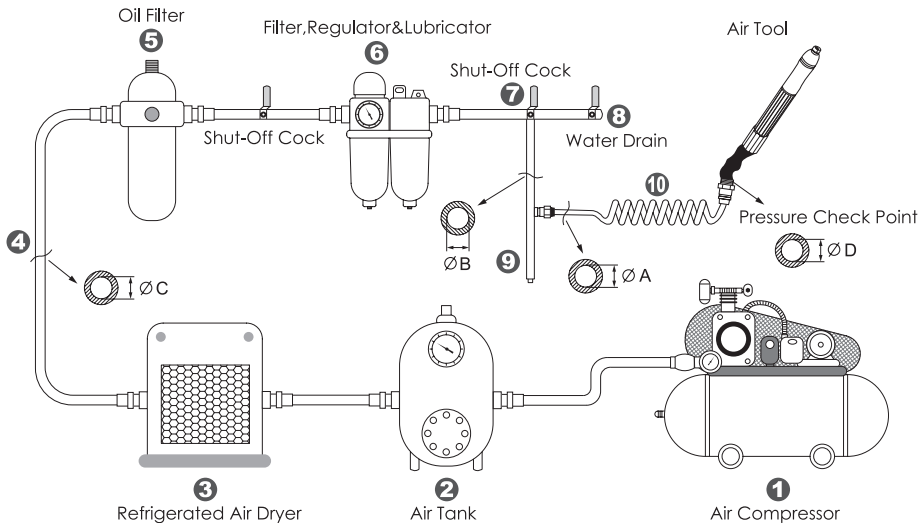 Oil Filter
5
Filter,Regulator&Lubricator
6
Air Tool
Shut-Off Cock
7
8
Shut-Off Cock
Water Drain
10
Pressure Check Point
4
ØB
9
ØA
ØD
ØC
3
Refrigerated Air Dryer
2
Air Tank
1
Air Compressor